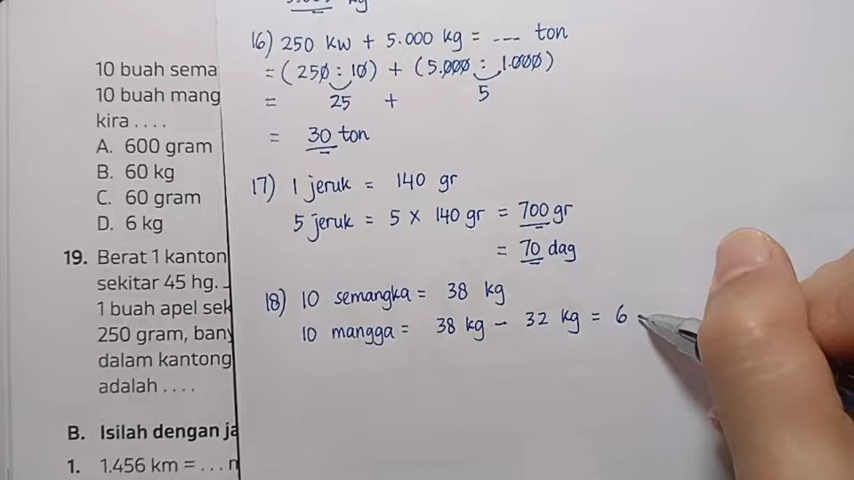 10 buah sema
10 buah mang
kira . . . .
A. 600 gram
B. 60 kg
C. 60 gram
D. 6 kg
19. Berat 1 kanton
sekitar 45 hg.
1 buah apel sek
250 gram, bany
dalam kantong
adalah . . . .
B. Isilah dengan ja
1. 1.456 km = . . .
16) 250 kw + 5.000 kg = --- ton
= (250 : 10) + (5.000 : 1.000)
= 25 + 5
= 30 ton
17) 1 jeruk = 140 gr
5 jeruk = 5 × 140 gr = 700 gr
= 70 dag
18) 10 semangka = 38 kg
10 mangga = 38 kg - 32 kg = 6